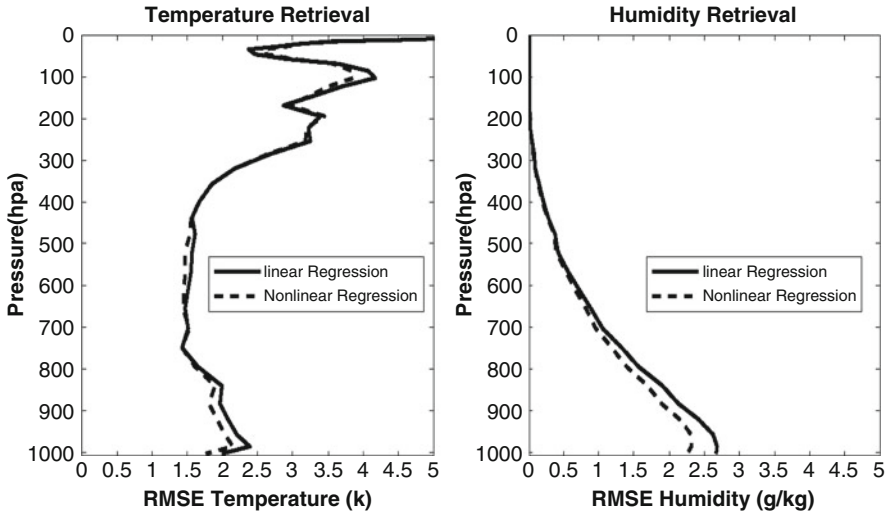 Temperature Retrieval
0
100
200
300
400
500
600
700
800
900
1000
Pressure(hpa)
linear Regression
Nonlinear Regression
0 0.5 1 1.5 2 2.5 3 3.5 4 4.5 5
RMSE Temperature (k)
Humidity Retrieval
0
100
200
300
400
500
600
700
800
900
1000
Pressure(hpa)
linear Regression
Nonlinear Regression
0 0.5 1 1.5 2 2.5 3 3.5 4 4.5 5
RMSE Humidity (g/kg)